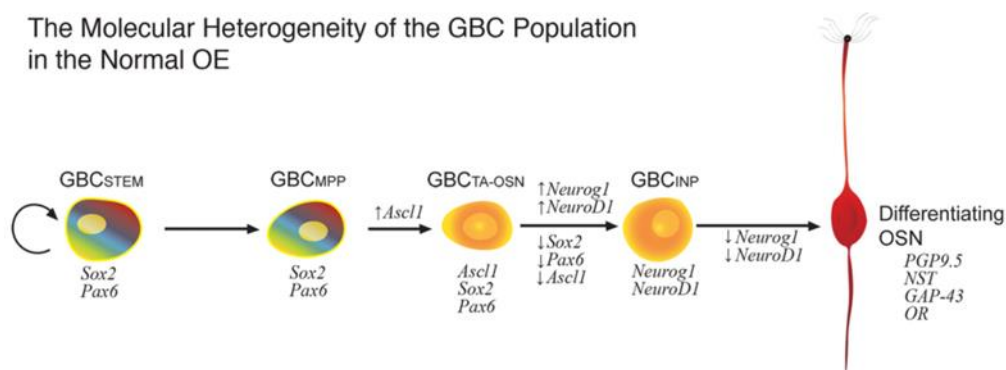 The Molecular Heterogeneity of the GBC Population
in the Normal OE
GBCSTEM
Sox2
Pax6
GBCMPP
Sox2
Pax6
↑Ascl1
GBCTA-OSN
Ascl1
Sox2
Pax6
↑Neurog1
↑NeuroD1
↓Sox2
↓Pax6
↓Ascl1
GBCINP
Neurog1
NeuroD1
↓Neurog1
↓NeuroD1
Differentiating
OSN
PGP9.5
NST
GAP-43
OR